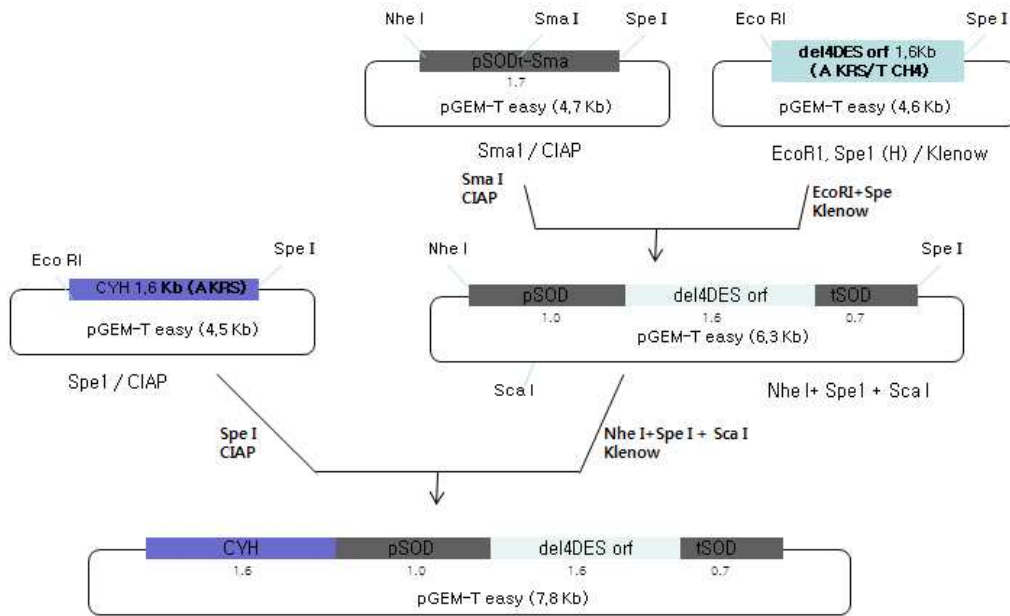 Nhe I
Sma I
Spe I
pSODτ-Sma
1.7
pGEM-T easy (4,7 Kb)
Sma1 / CIAP
Eco RI
Spe I
del4DES orf 1,6Kb
(A KRS/T CH4)
pGEM-T easy (4,6 Kb)
EcoR1, Spe1 (H) / Klenow
Sma I
CIAP
EcoRI+Spe
Klenow
Eco RI
Spe I
CYH 1,6 Kb (AKRS)
pGEM-T easy (4,5 Kb)
Spe1 / CIAP
Nhe I
Spe I
pSOD
del4DES orf
tSOD
1.0
1.6
0.7
pGEM-T easy (6,3 Kb)
Sca I
Nhe I+ Spe1 + Sca I
Spe I
CIAP
Nhe I+Spe I + Sca I
Klenow
CYH
pSOD
del4DES orf
tSOD
1.6
1.0
1.6
0.7
pGEM-T easy (7,8 Kb)